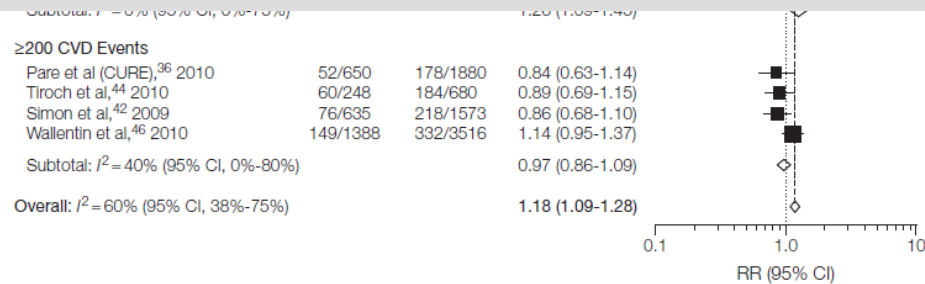 ≥200 CVD Events
Pare et al (CURE),36 2010 52/650 178/1880 0.84 (0.63-1.14)
Tiroch et al,44 2010 60/248 184/680 0.89 (0.69-1.15)
Simon et al,42 2009 76/635 218/1573 0.86 (0.68-1.10)
Wallentin et al,46 2010 149/1388 332/3516 1.14 (0.95-1.37)
Subtotal: I2 = 40% (95% CI, 0%-80%) 0.97 (0.86-1.09)
Overall: I2 = 60% (95% CI, 38%-75%) 1.18 (1.09-1.28)
0.1 1.0 10
RR (95% CI)